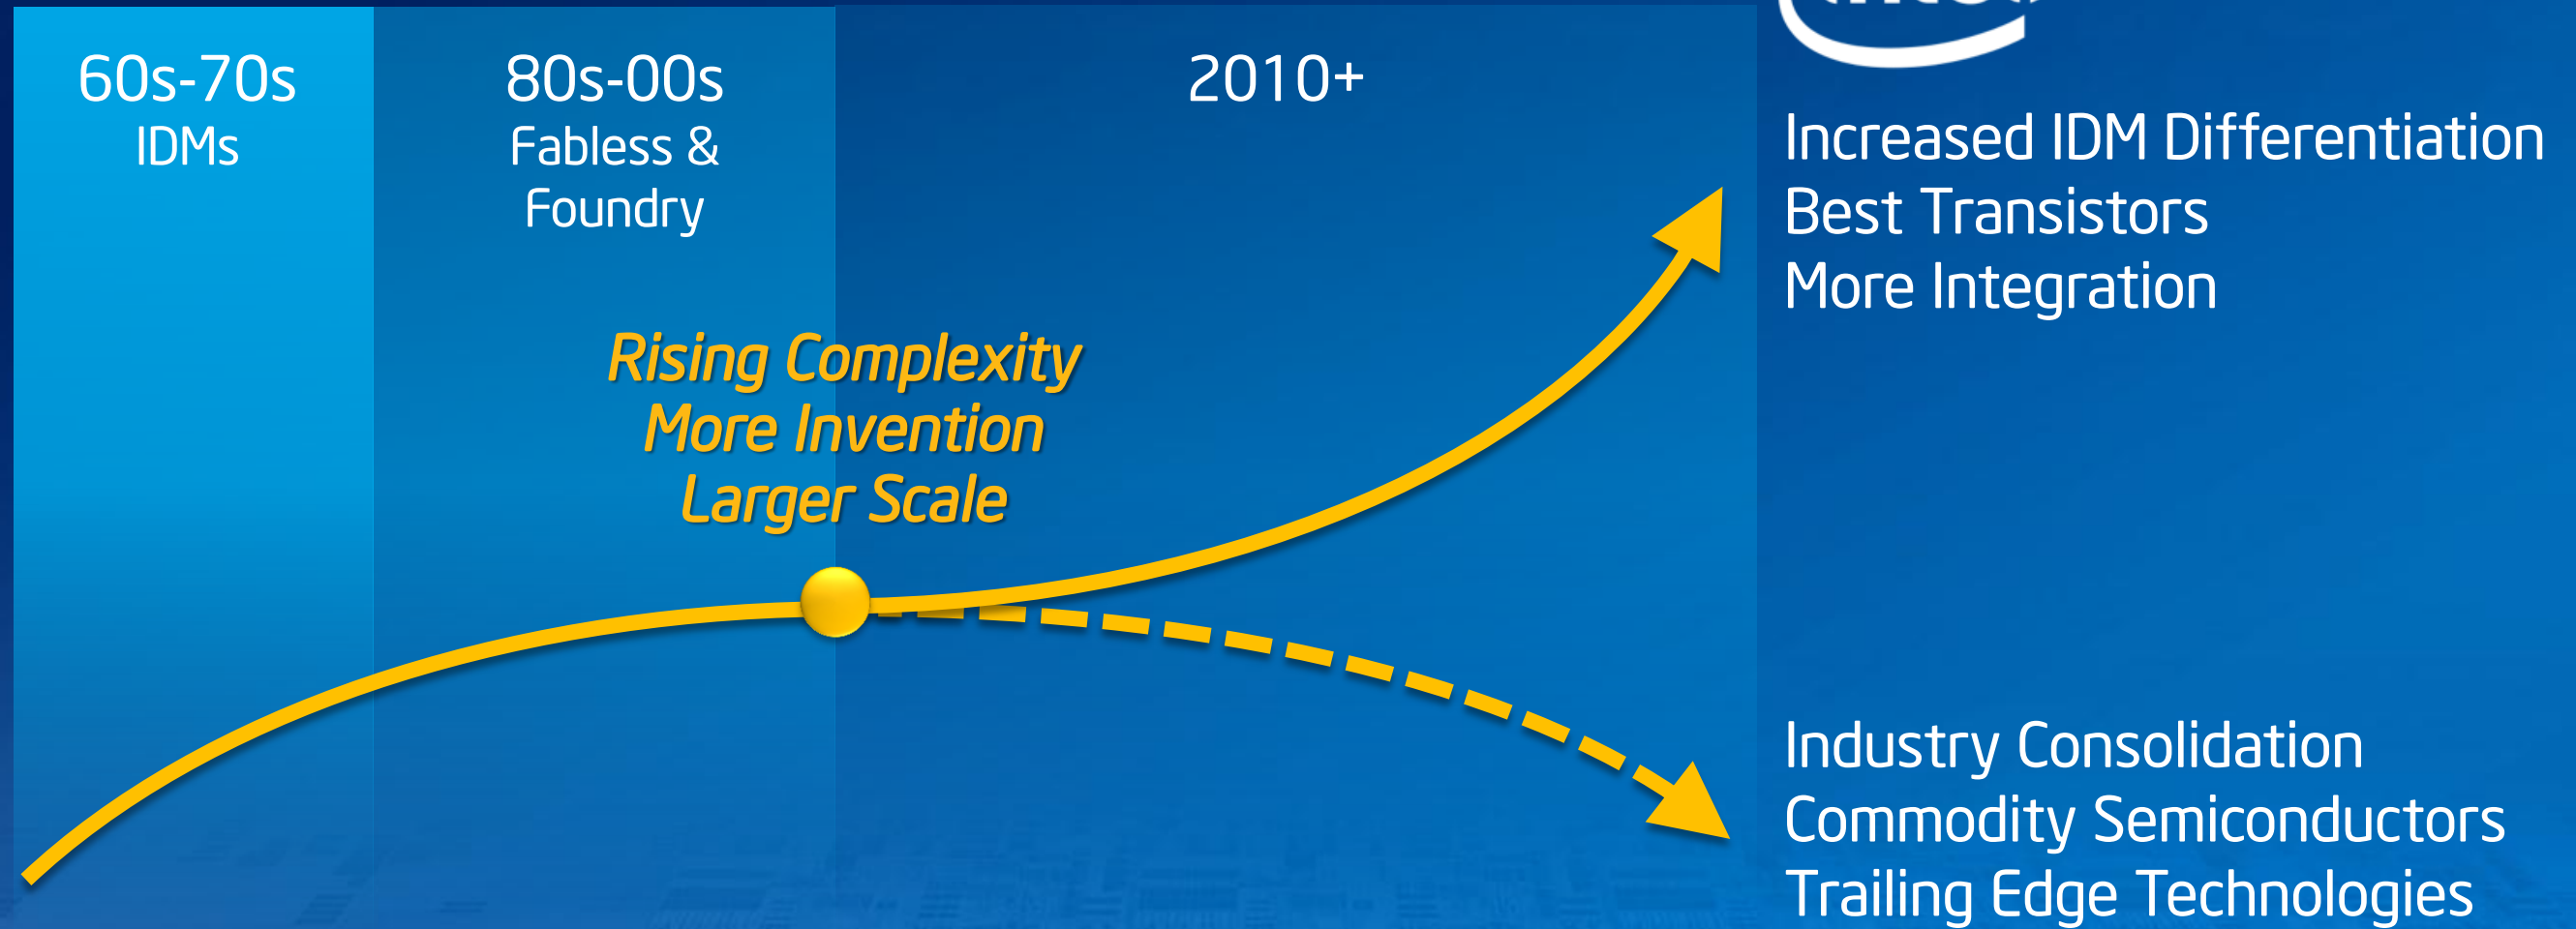 60s-70s
IDMs
80s-00s
Fabless &
Foundry
2010+
Rising Complexity
More Invention
Larger Scale
Increased IDM Differentiation
Best Transistors
More Integration
Industry Consolidation
Commodity Semiconductors
Trailing Edge Technologies